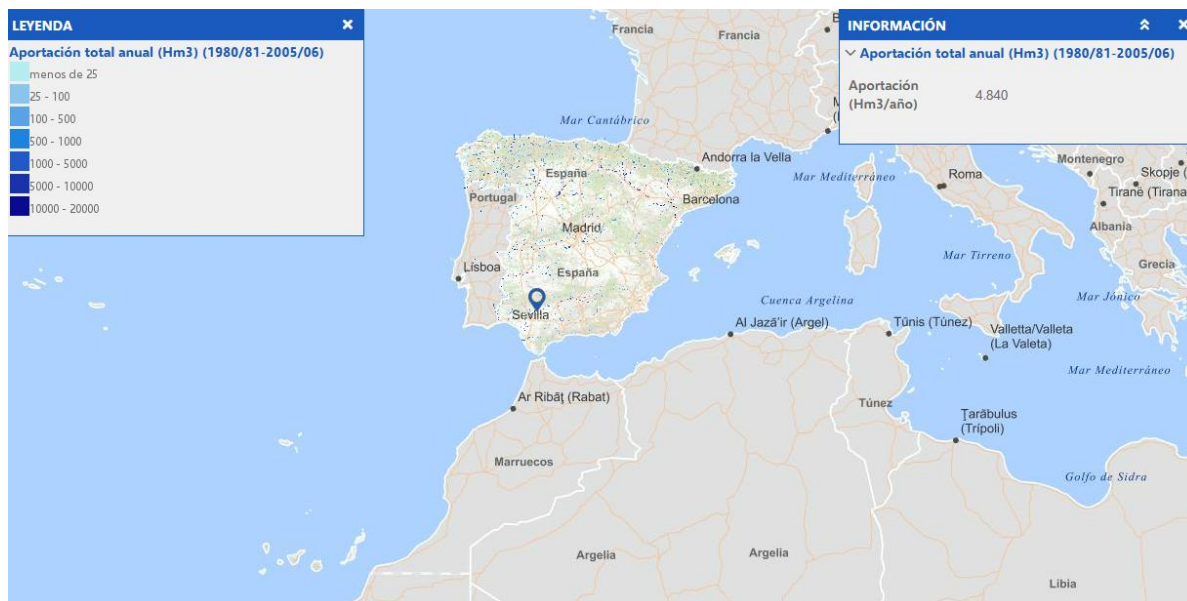 LEYENDA
Aportación total anual (Hm3) (1980/81-2005/06)
menos de 25
25 - 100
100 - 500
500 - 1000
1000 - 5000
5000 - 10000
10000 - 20000
INFORMACIÓN
Aportación total anual (Hm3) (1980/81-2005/06)
Aportación
(Hm3/año)
4.840
Francia
Francia
Mar Cantábrico
Andorra la Vella
Mar Mediterráneo
Roma
Montenegro
Skopje (
Tiranë (Tirana
Albania
Grecia
España
Portugal
Barcelona
Madrid
Lisboa
España
Sevilla
Mar Tirreno
Mar Jónico
Cuenca Argelina
Al Jazā'ir (Argel)
Tūnis (Túnez)
Valletta/Valleta
(La Valeta)
Mar Mediterráneo
Ar Ribāţ (Rabat)
Túnez
Ţarābulus
(Trípoli)
Marruecos
Golfo de Sidra
Argelia
Argelia
Libia